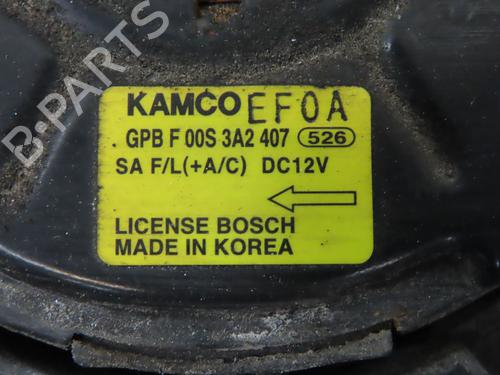 B-PARTS
KAMCO EF0A
GPB F 00S 3A2 407 526
SA F/L(+A/C) DC12V
LICENSE BOSCH
MADE IN KOREA